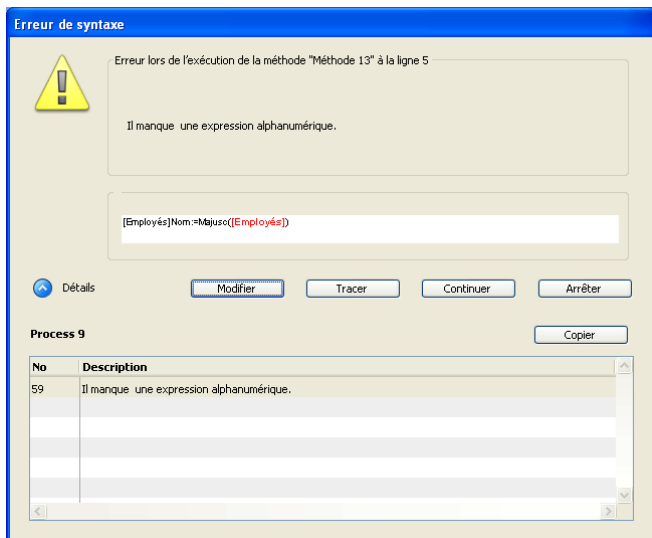 Erreur de syntaxe
Erreur lors de l'exécution de la méthode "Méthode 13" à la ligne 5
Il manque une expression alphanumérique.
[Employés]Nom:=Majusc([Employés])
Détails
Modifier
Tracer
Continuer
Arrêter
Process 9
Copier
No Description
59 Il manque une expression alphanumérique.